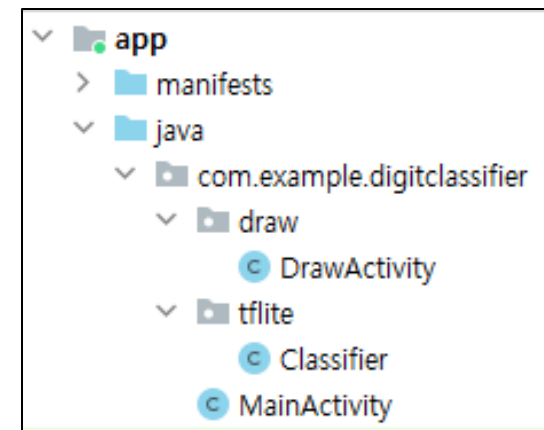 app
manifests
java
com.example.digitclassifier
draw
C DrawActivity
tflite
C Classifier
C MainActivity